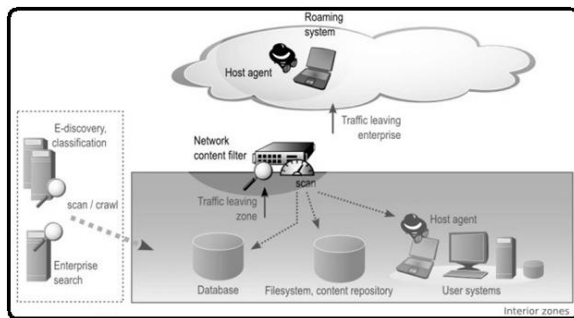 Roaming
system
Host agent
Traffic leaving
enterprise
E-discovery,
classification
Network
content filter
scan
scan / crawl
Traffic leaving
zone
Host agent
Enterprise
search
Database
Filesystem, content repository
User systems
Interior zones